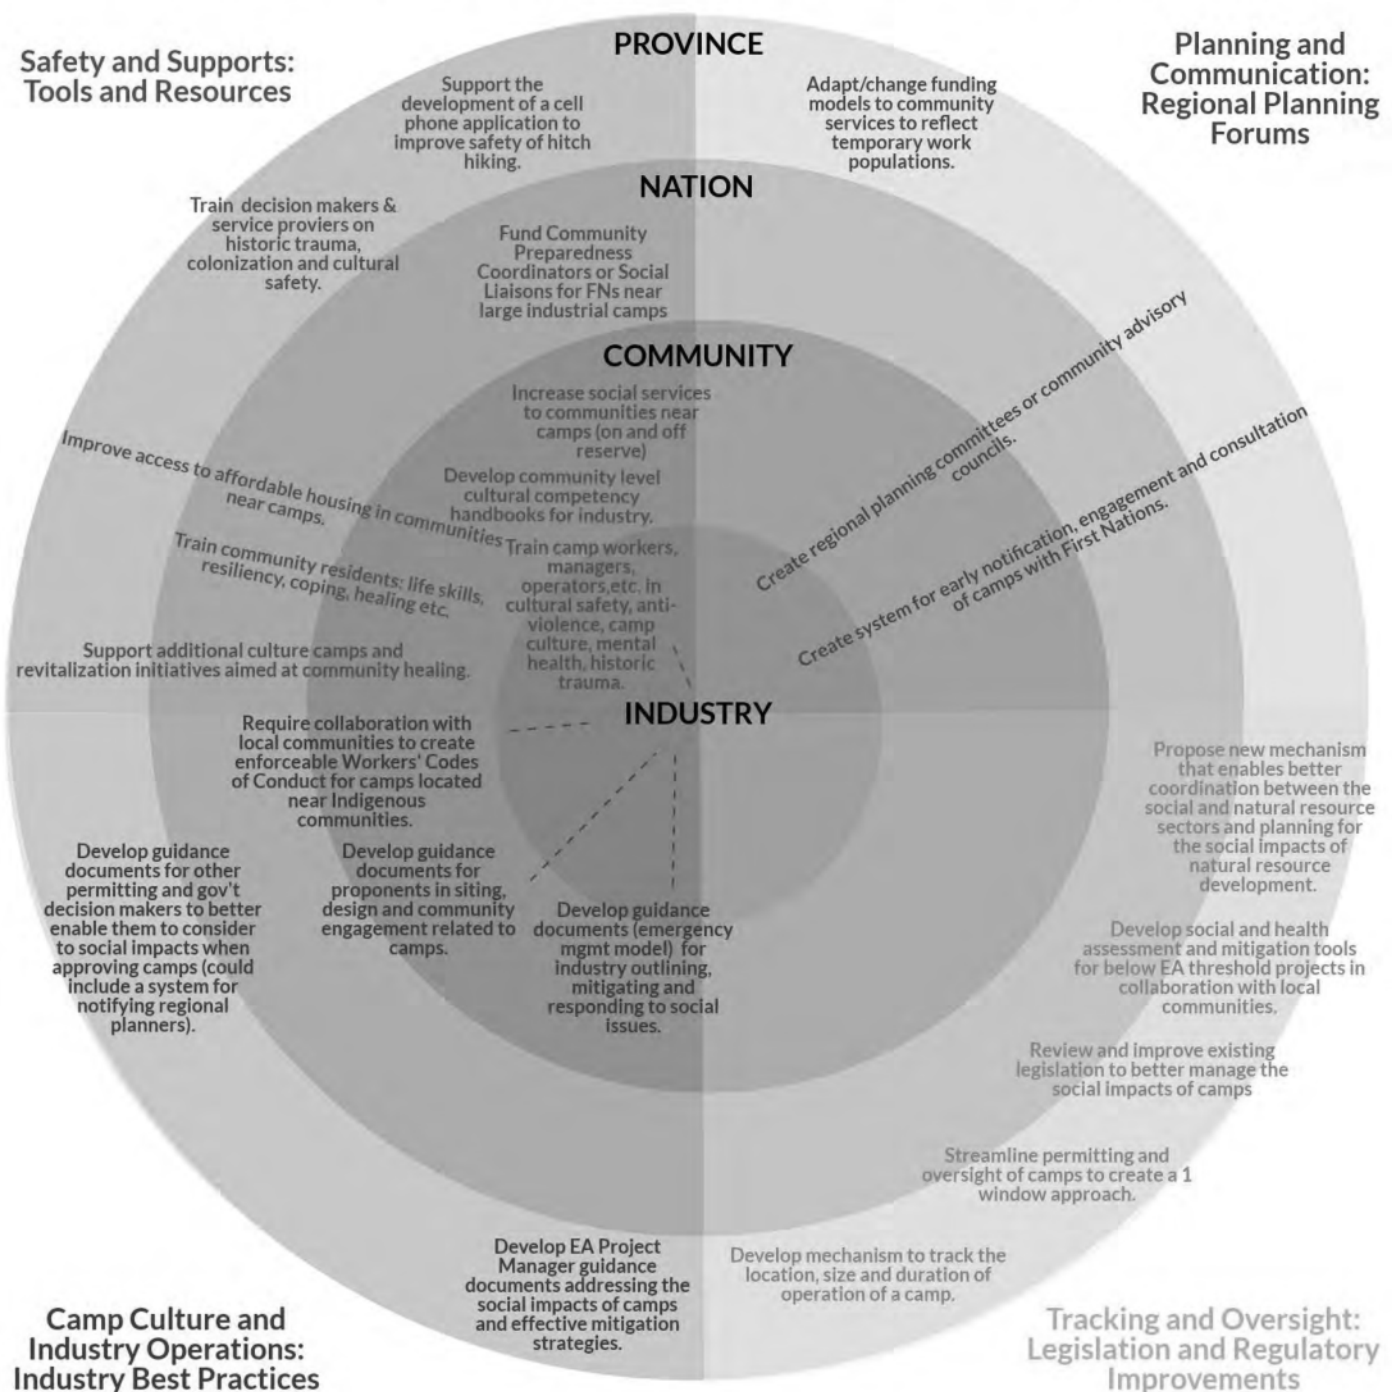 PROVINCE
Safety and Supports:
Tools and Resources
Planning and
Communication:
Regional Planning
Forums
Support the
development of a cell
phone application to
improve safety of hitch
hiking.
Adapt/change funding
models to community
services to reflect
temporary work
populations.
Train decision makers &
service proviers on
historic trauma,
colonization and cultural
safety.
NATION
Fund Community
Preparedness
Coordinators or Social
Liaisons for FNs near
large industrial camps
COMMUNITY
Increase social services
to communities near
camps (on and off
reserve)
Develop community level
cultural competency
handbooks for industry.
Improve access to affordable housing in communities
near camps.
Train community residents: life skills,
resiliency, coping, healing etc.
Support additional culture camps and
revitalization initiatives aimed at community healing.
Train camp workers,
managers,
operators,etc. in
cultural safety, anti-
violence, camp
culture, mental
health, historic
trauma.
Create regional planning committees or community advisory
councils.
Create system for early notification, engagement and consultation
of camps with First Nations.
INDUSTRY
Require collaboration with
local communities to create
enforceable Workers' Codes
of Conduct for camps located
near Indigenous
communities.
Develop guidance
documents for other
permitting and gov't
decision makers to better
enable them to consider
to social impacts when
approving camps (could
include a system for
notifying regional
planners).
Develop guidance
documents for
proponents in siting,
design and community
engagement related to
camps.
Develop guidance
documents (emergency
mgmt model) for
industry outlining,
mitigating and
responding to social
issues.
Propose new mechanism
that enables better
coordination between the
social and natural resource
sectors and planning for
the social impacts of
natural resource
development.
Develop social and health
assessment and mitigation tools
for below EA threshold projects in
collaboration with local
communities.
Review and improve existing
legislation to better manage the
social impacts of camps
Streamline permitting and
oversight of camps to create a 1
window approach.
Develop EA Project
Manager guidance
documents addressing the
social impacts of camps
and effective mitigation
strategies.
Develop mechanism to track the
location, size and duration of
operation of a camp.
Camp Culture and
Industry Operations:
Industry Best Practices
Tracking and Oversight:
Legislation and Regulatory
Improvements